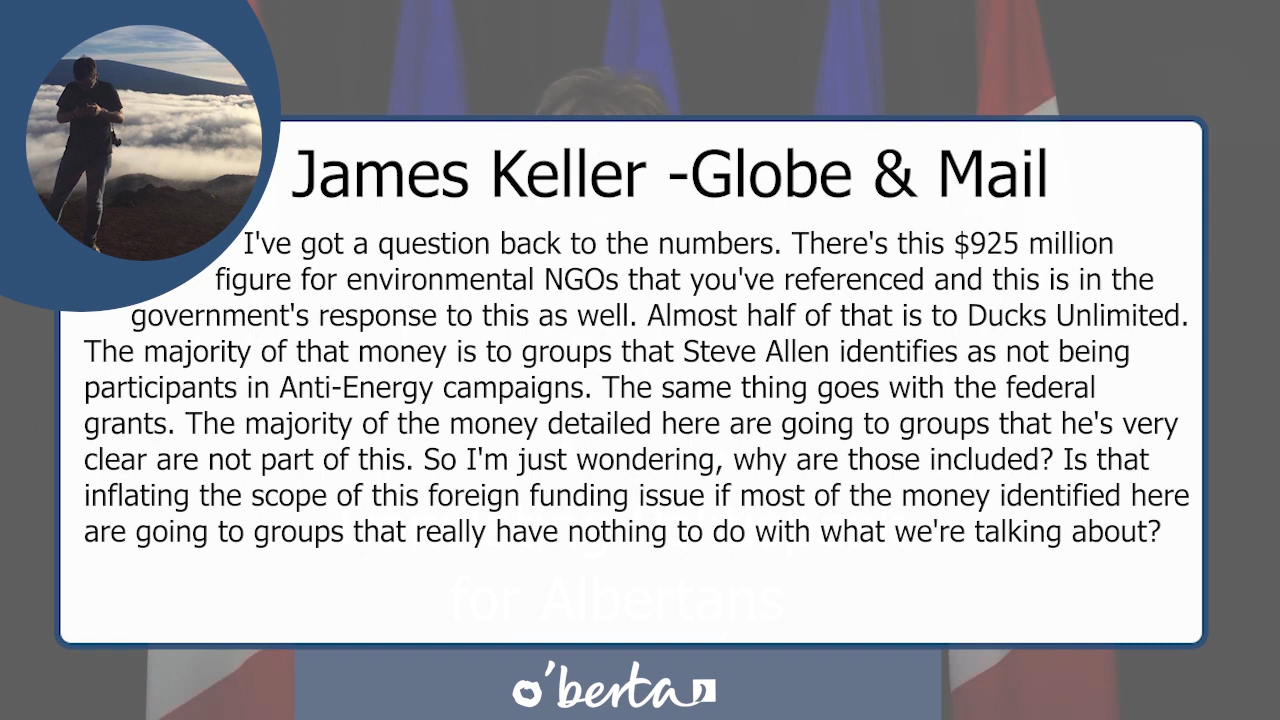 James Keller -Globe & Mail
I've got a question back to the numbers. There's this $925 million
figure for environmental NGOs that you've referenced and this is in the
government's response to this as well. Almost half of that is to Ducks Unlimited.
The majority of that money is to groups that Steve Allen identifies as not being
participants in Anti-Energy campaigns. The same thing goes with the federal
grants. The majority of the money detailed here are going to groups that he's very
clear are not part of this. So I'm just wondering, why are those included? Is that
inflating the scope of this foreign funding issue if most of the money identified here
are going to groups that really have nothing to do with what we're talking about?
for Albertans
o'berta